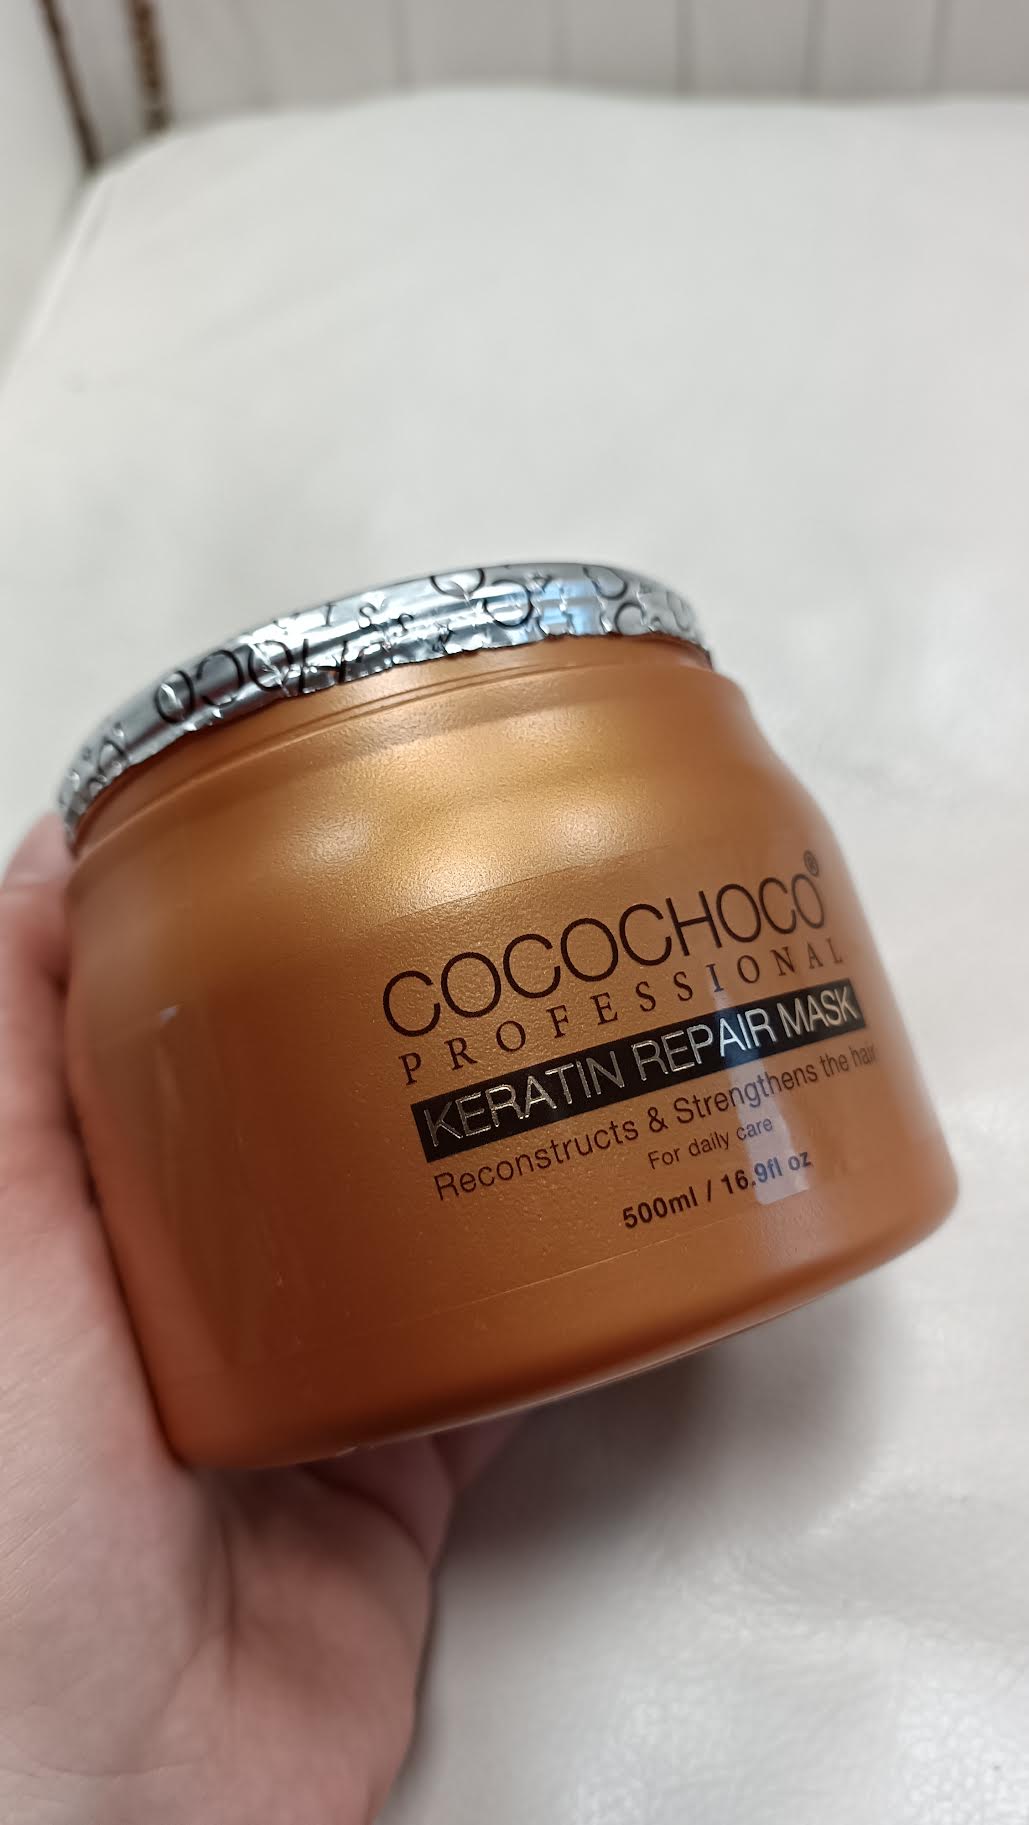 COCOCHOCO®
PROFESSIONAL
KERATIN REPAIR MASK
Reconstructs & Strengthens the hair
For daily care
500ml / 16.9fl oz